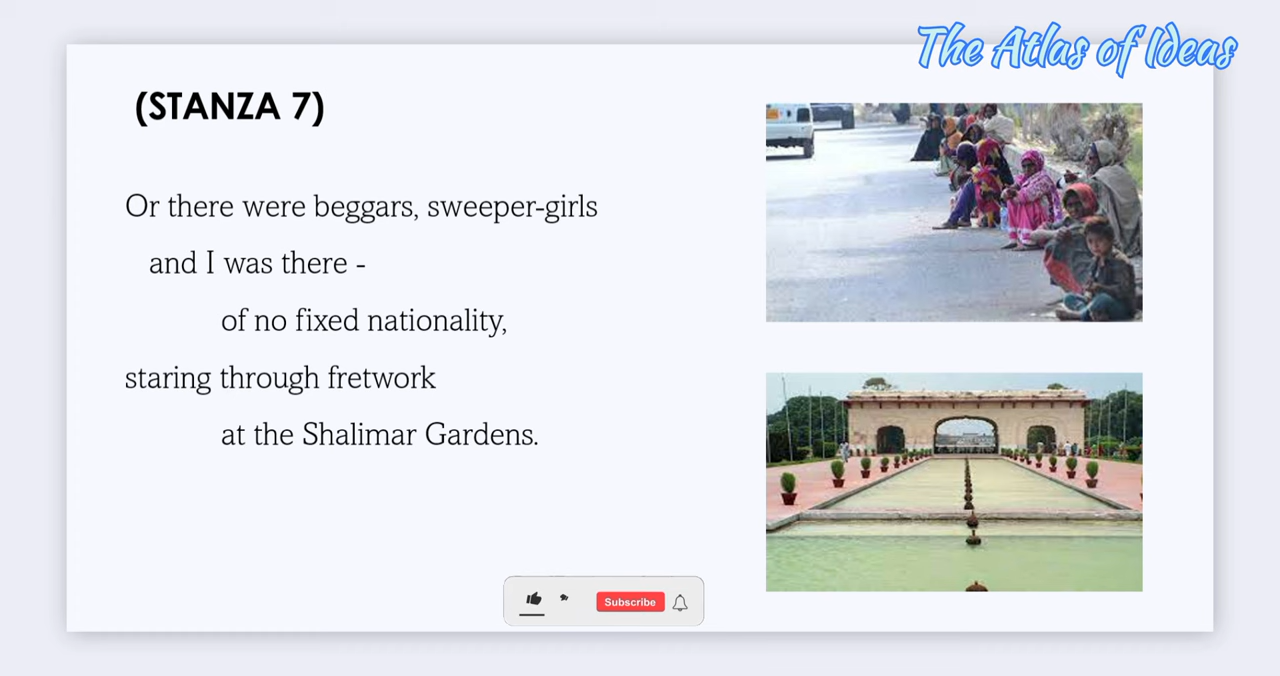 The Atlas of Ideas
(STANZA 7)
Or there were beggars, sweeper-girls
and I was there -
of no fixed nationality,
staring through fretwork
at the Shalimar Gardens.
Subscribe